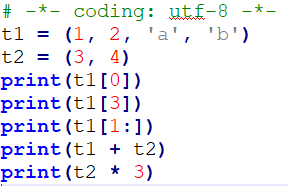 # -*- coding: utf-8 -*-
t1 = (1, 2, 'a', 'b')
t2 = (3, 4)
print(t1[0])
print(t1[3])
print(t1[1:])
print(t1 + t2)
print(t2 * 3)